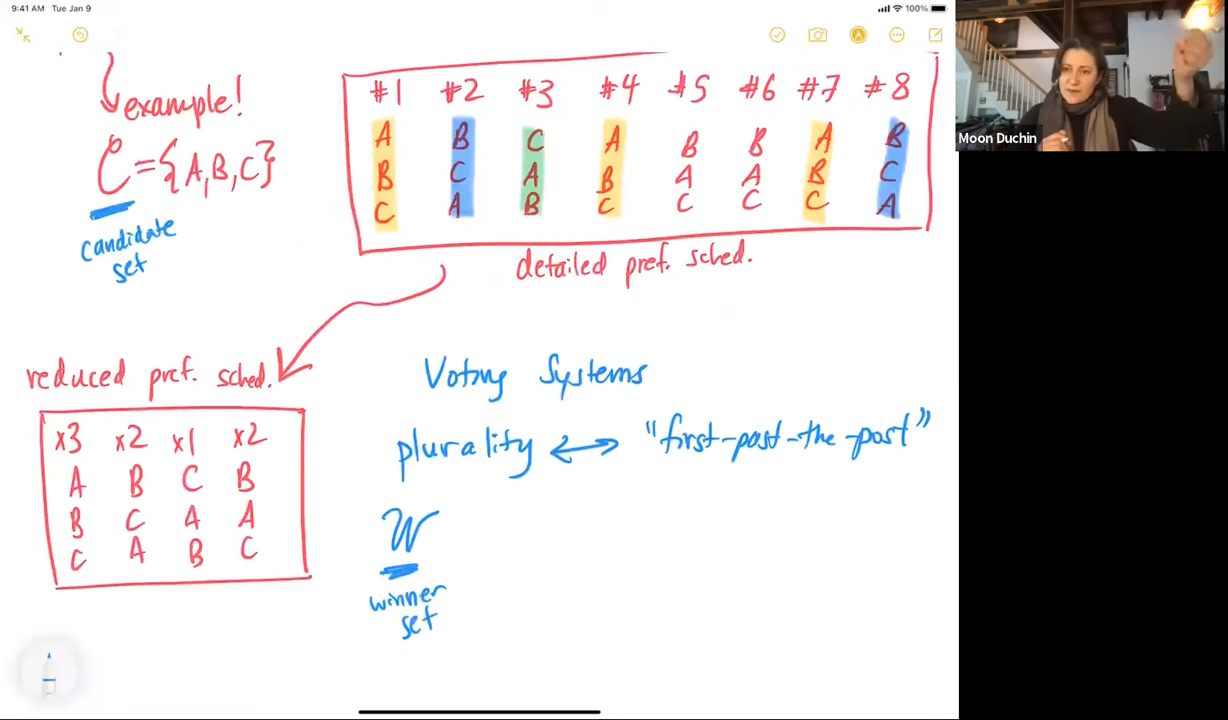 9:41 AM Tue Jan 9
100%
Moon Duchin
example!
C = {A, B, C}
candidate
set
#1 #2 #3 #4 #5 #6 #7 #8
A B C A B B A B
B C A B A A B C
C A B C C C C A
detailed pref. sched.
reduced pref. sched.
x3 x2 x1 x2
A B C B
B C A A
C A B C
Voting Systems
plurality ↔ "first-past-the-post"
W
winner
set